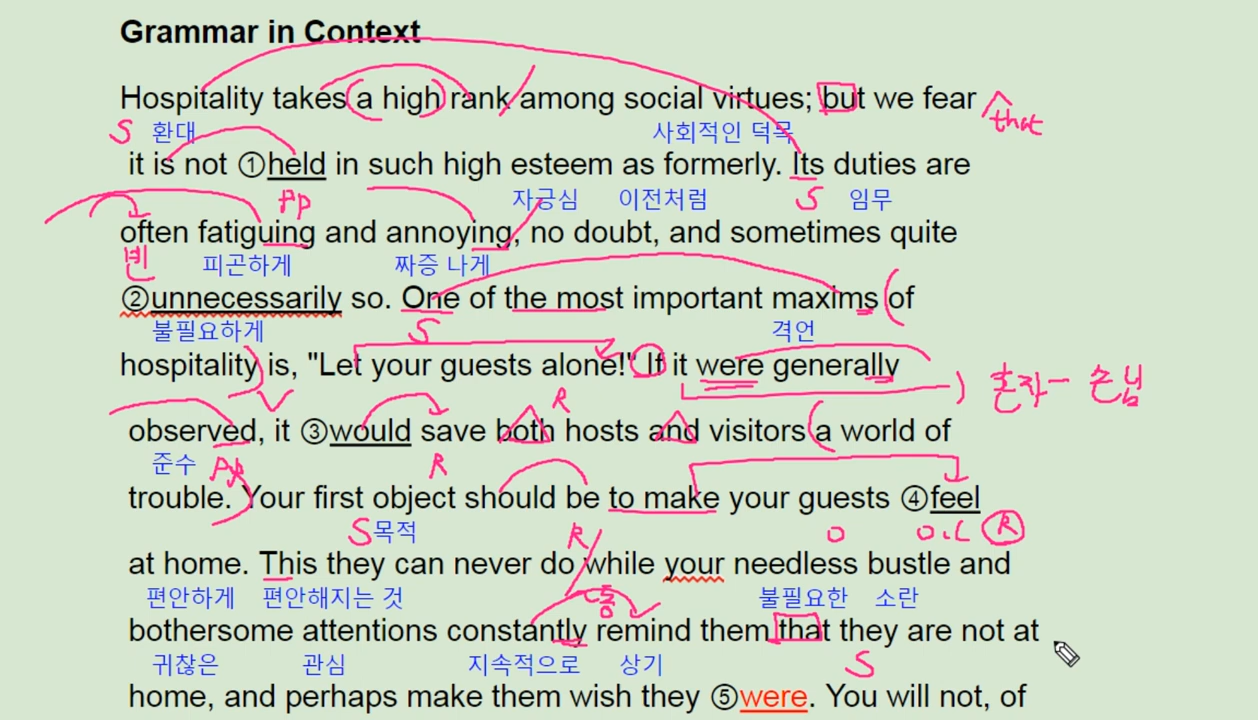 Grammar in Context
Hospitality takes a high rank among social virtues; but we fear
that
S 환대 사회적인 덕목
it is not ①held in such high esteem as formerly. Its duties are
PP 자긍심 이전처럼 S 임무
often fatiguing and annoying, no doubt, and sometimes quite
빈 피곤하게 짜증 나게
②unnecessarily so. One of the most important maxims of
불필요하게 S 격언
hospitality is, "Let your guests alone!" If it were generally
혼자- 손님
R
observed, it ③would save both hosts and visitors a world of
준수 PP R
trouble. Your first object should be to make your guests ④feel
S목적 R O O.C R
at home. This they can never do while your needless bustle and
편안하게 편안해지는 것 불필요한 소란
동
bothersome attentions constantly remind them that they are not at
귀찮은 관심 지속적으로 상기 S
home, and perhaps make them wish they ⑤were. You will not, of